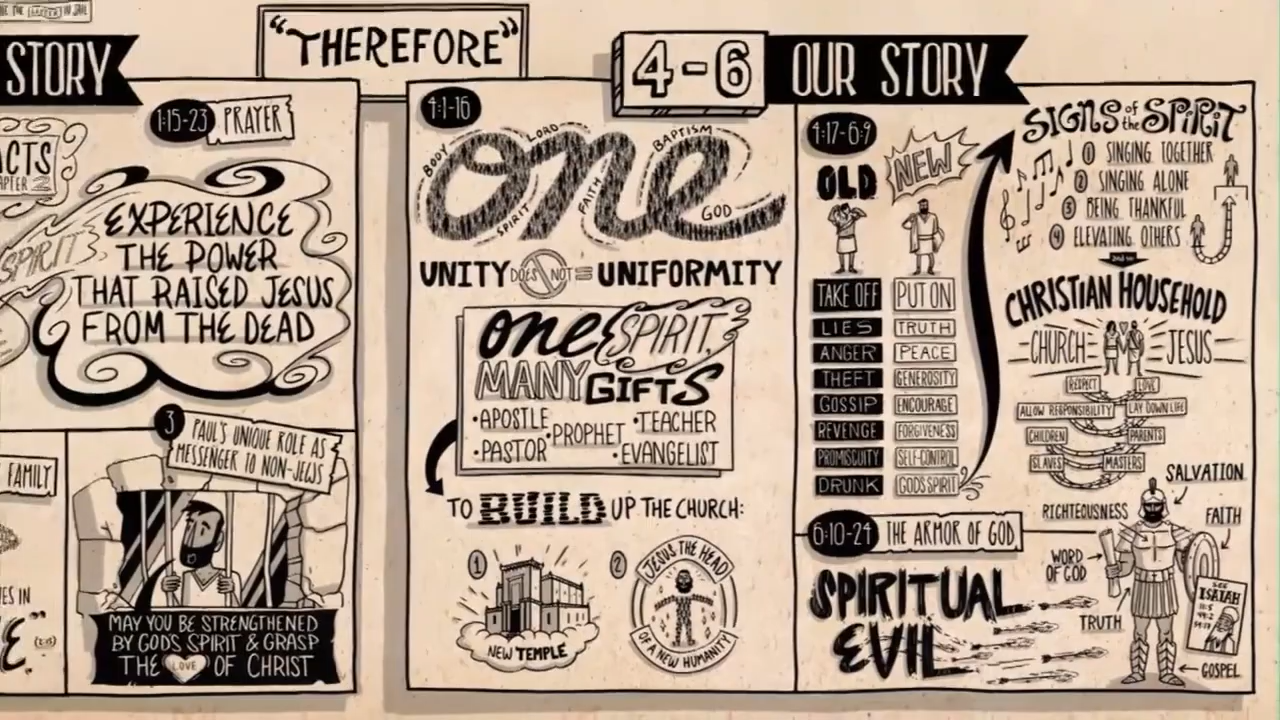 STORY
"THEREFORE"
4-6 OUR STORY
1:15-23 PRAYER
ACTS
CHAPTER 2
SPIRIT
EXPERIENCE
THE POWER
THAT RAISED JESUS
FROM THE DEAD
FAMILY
3
PAUL'S UNIQUE ROLE AS
MESSENGER TO NON-JEWS
MAY YOU BE STRENGTHENED
BY GOD'S SPIRIT & GRASP
THE LOVE OF CHRIST
4:1-16
one
BODY
LORD
BAPTISM
SPIRIT
FAITH
GOD
UNITY DOES NOT = UNIFORMITY
one SPIRIT,
MANY GIFTS
•APOSTLE
•PASTOR
•PROPHET
•TEACHER
•EVANGELIST
TO BUILD UP THE CHURCH:
1
NEW TEMPLE
2
JESUS THE HEAD
OF A NEW HUMANITY
4:17-6:9
OLD NEW
TAKE OFF PUT ON
LIES TRUTH
ANGER PEACE
THEFT GENEROSITY
GOSSIP ENCOURAGE
REVENGE FORGIVENESS
PROMISCUITY SELF-CONTROL
DRUNK GOD'S SPIRIT
SIGNS of the SPIRIT
1 SINGING TOGETHER
2 SINGING ALONE
3 BEING THANKFUL
4 ELEVATING OTHERS
CHRISTIAN HOUSEHOLD
CHURCH JESUS
RESPECT LOVE
ALLOW RESPONSIBILITY LAY DOWN LIFE
CHILDREN PARENTS
SLAVES MASTERS
6:10-24 THE ARMOR OF GOD
SPIRITUAL
EVIL
SALVATION
RIGHTEOUSNESS
FAITH
WORD
OF GOD
TRUTH
SEE
ISAIAH
GOSPEL